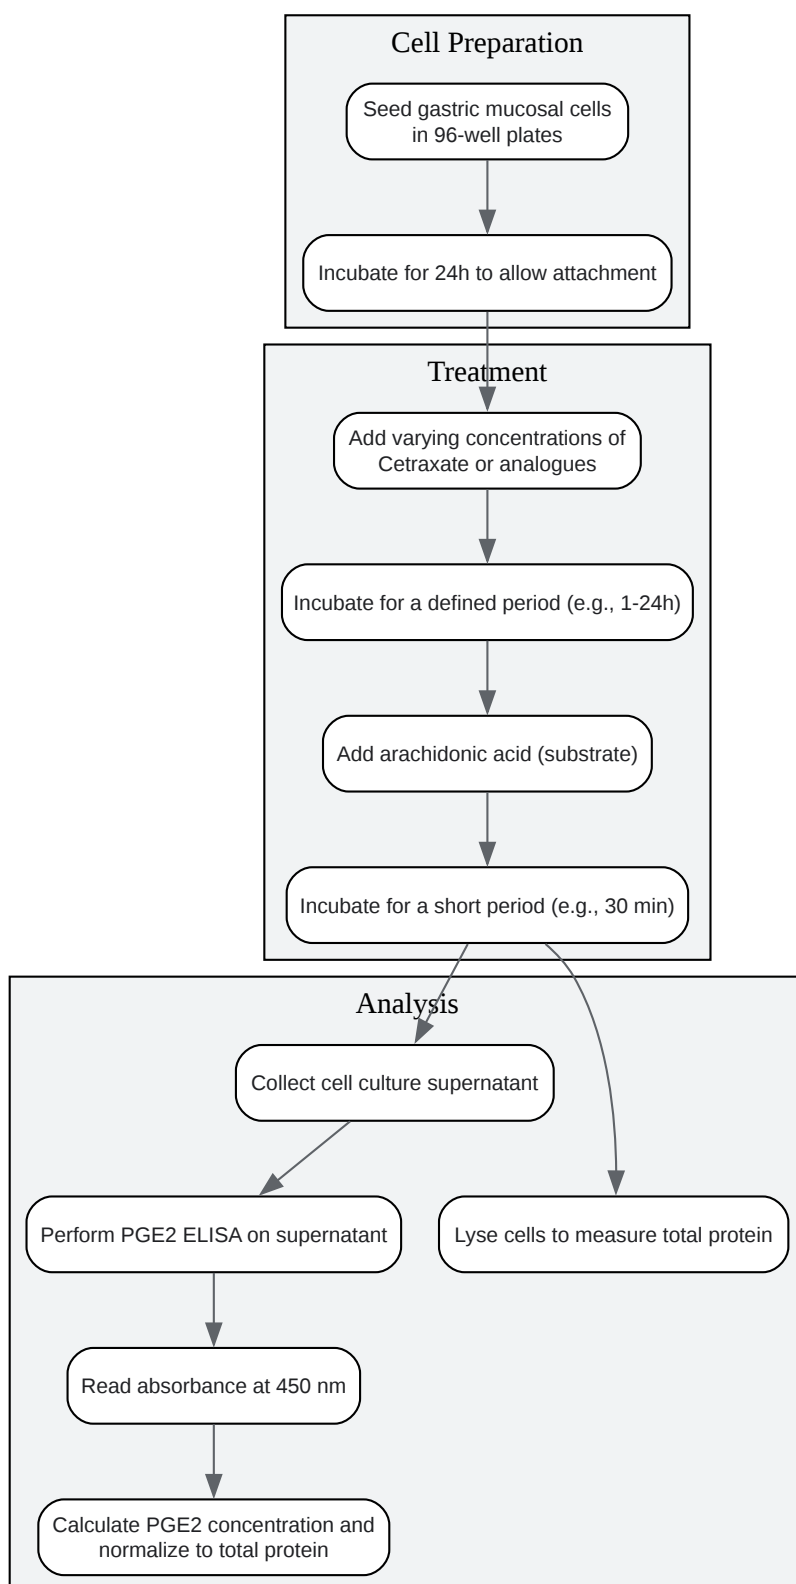 Cell Preparation
Seed gastric mucosal cells
in 96-well plates
Incubate for 24h to allow attachment
Treatment
Add varying concentrations of
Cetraxate or analogues
Incubate for a defined period (e.g., 1-24h)
Add arachidonic acid (substrate)
Incubate for a short period (e.g., 30 min)
Analysis
Collect cell culture supernatant
Perform PGE2 ELISA on supernatant
Lyse cells to measure total protein
Read absorbance at 450 nm
Calculate PGE2 concentration and
normalize to total protein